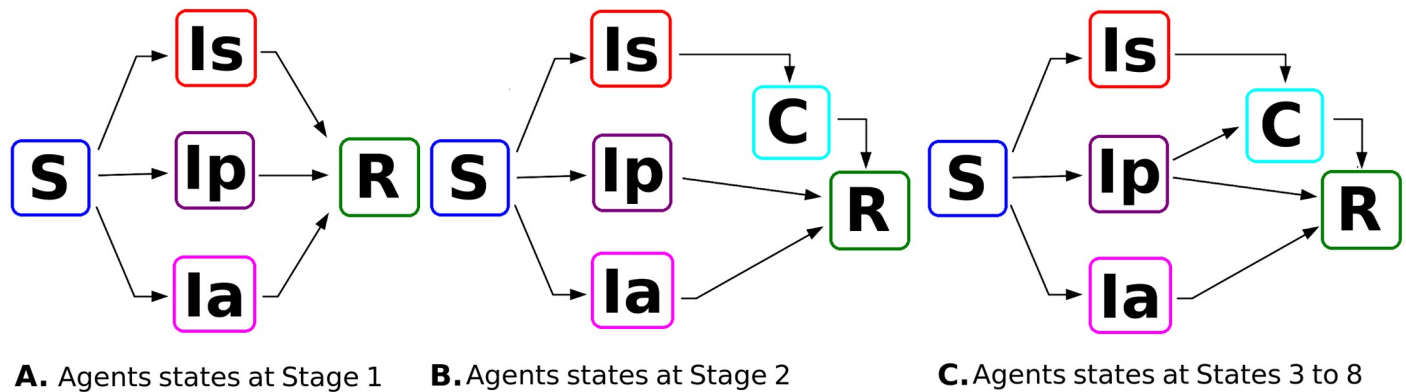 Is
S
Ip
R
Ia
A. Agents states at Stage 1
Is
C
S
Ip
R
Ia
B. Agents states at Stage 2
Is
C
S
Ip
R
Ia
C. Agents states at States 3 to 8